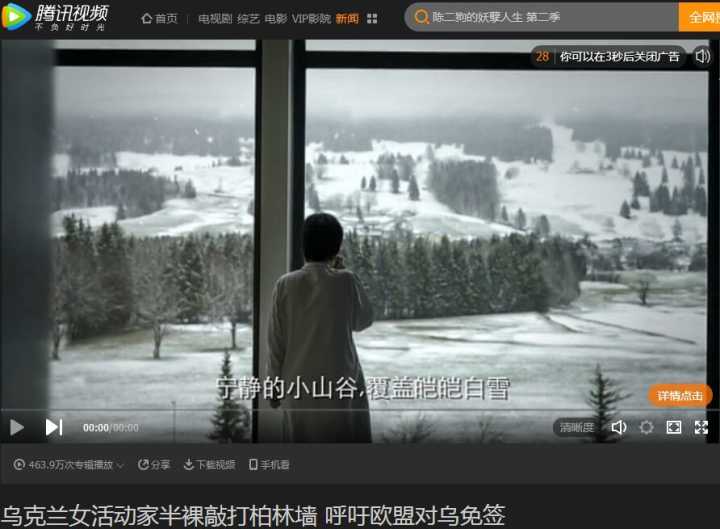 腾讯视频
不负好时光
首页 电视剧 综艺 电影 VIP影院 新闻
陈二狗的妖孽人生 第二季
全网搜
28 你可以在3秒后关闭广告
宁静的小山谷,覆盖皑皑白雪
详情点击
00:00/00:00
清晰度
463.9万次专辑播放 分享 下载视频 手机看
乌克兰女活动家半裸敲打柏林墙 呼吁欧盟对乌免签